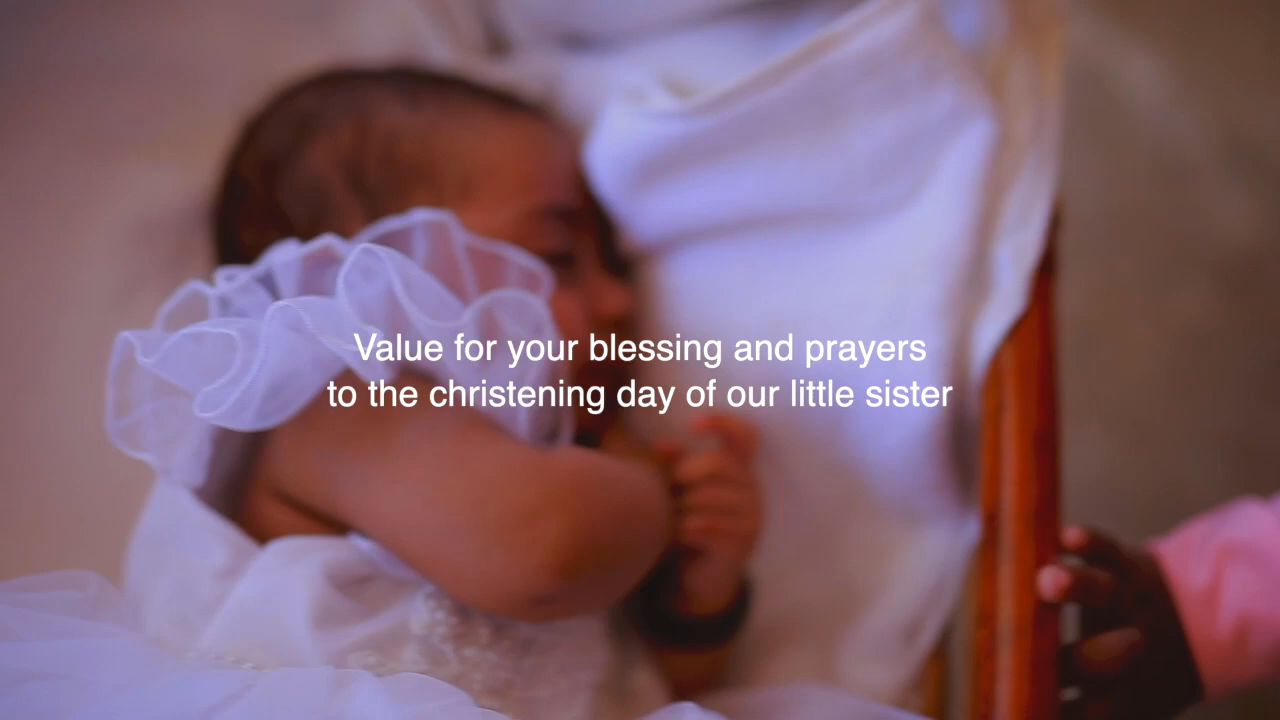 Value for your blessing and prayers
to the christening day of our little sister